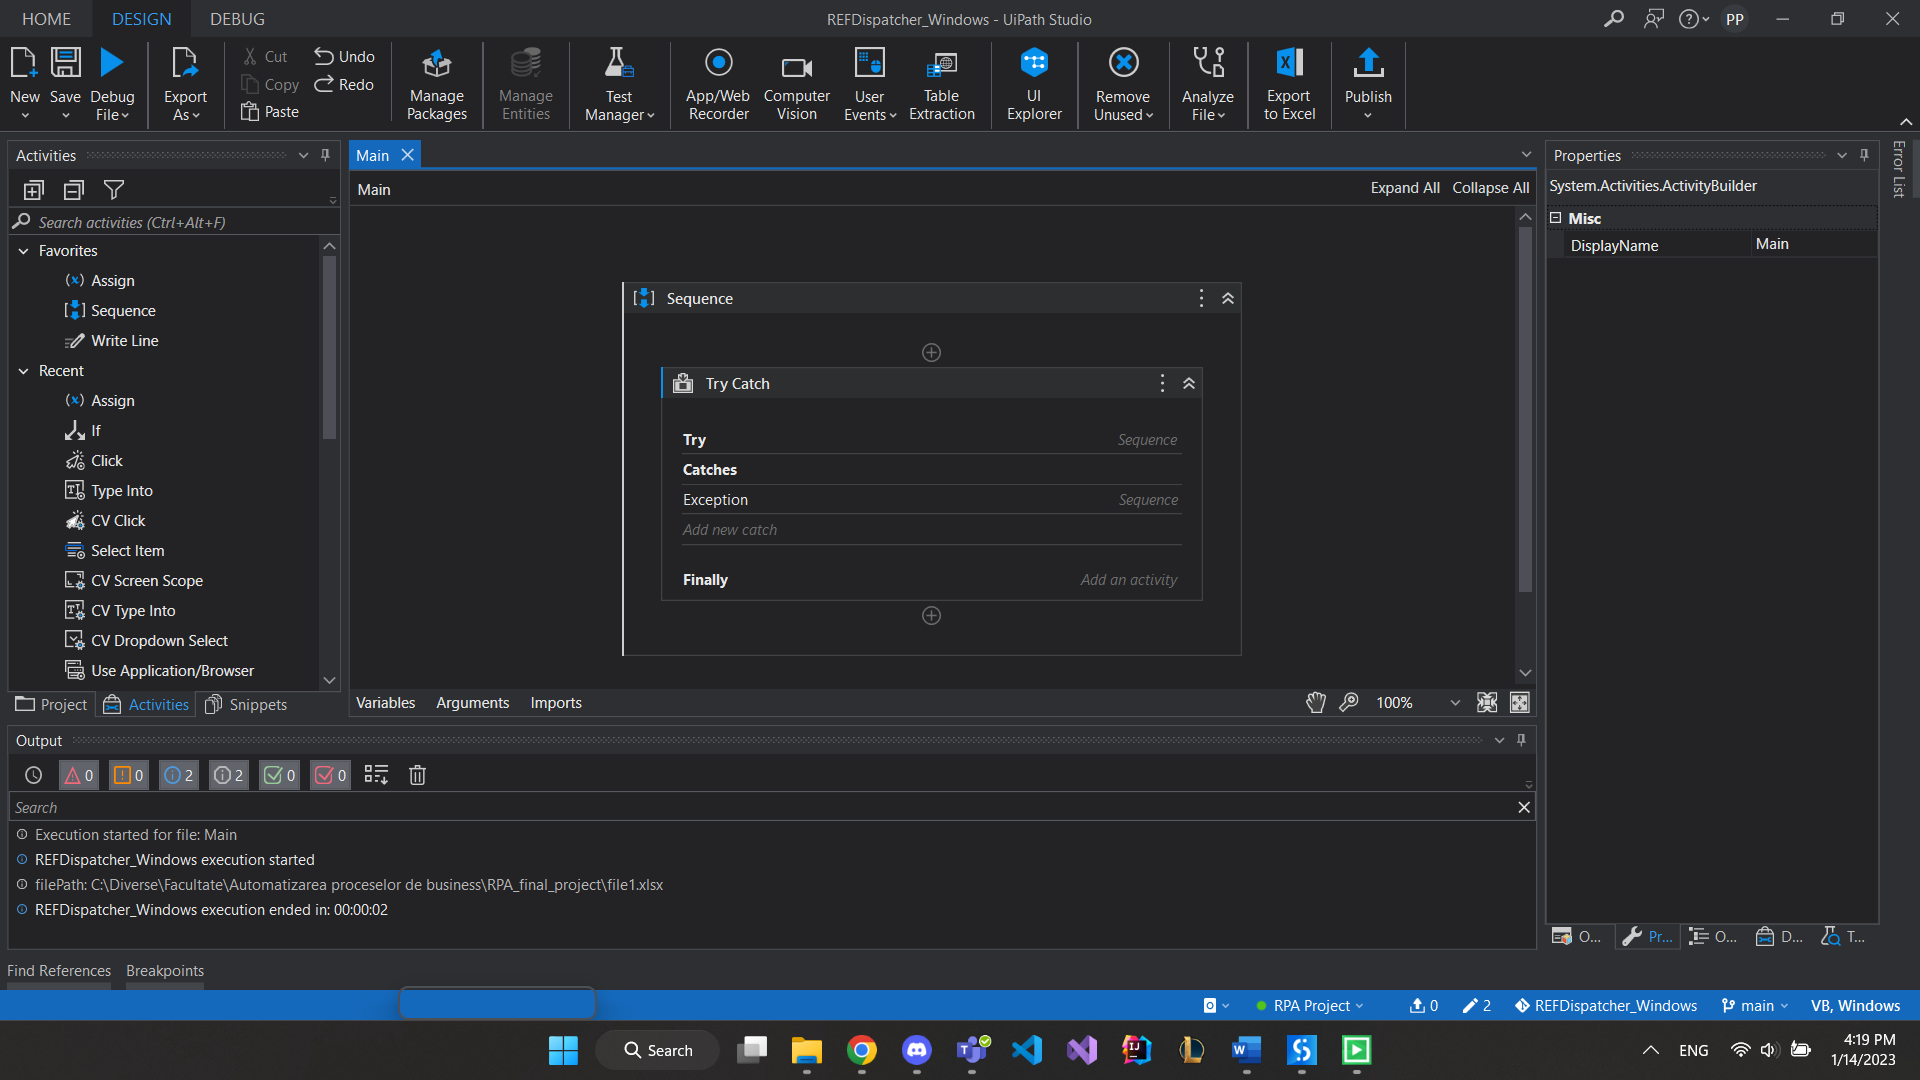 HOME DESIGN DEBUG
REFDispatcher_Windows - UiPath Studio
PP
New
Save
Debug File
Export As
Cut
Copy
Paste
Undo
Redo
Manage Packages
Manage Entities
Test Manager
App/Web Recorder
Computer Vision
User Events
Table Extraction
UI Explorer
Remove Unused
Analyze File
Export to Excel
Publish
Activities
Search activities (Ctrl+Alt+F)
Favorites
Assign
Sequence
Write Line
Recent
Assign
If
Click
Type Into
CV Click
Select Item
CV Screen Scope
CV Type Into
CV Dropdown Select
Use Application/Browser
Project Activities Snippets
Main
Main
Expand All Collapse All
Sequence
Try Catch
Try Sequence
Catches
Exception Sequence
Add new catch
Finally Add an activity
Variables Arguments Imports
100%
Properties
System.Activities.ActivityBuilder
Misc
DisplayName Main
Error List
O... Pr... O... D... T...
Output
0 0 2 2 0 0
Search
Execution started for file: Main
REFDispatcher_Windows execution started
filePath: C:\Diverse\Facultate\Automatizarea proceselor de business\RPA_final_project\file1.xlsx
REFDispatcher_Windows execution ended in: 00:00:02
Find References Breakpoints
RPA Project 0 2 REFDispatcher_Windows main VB, Windows
Search
ENG
4:19 PM
1/14/2023